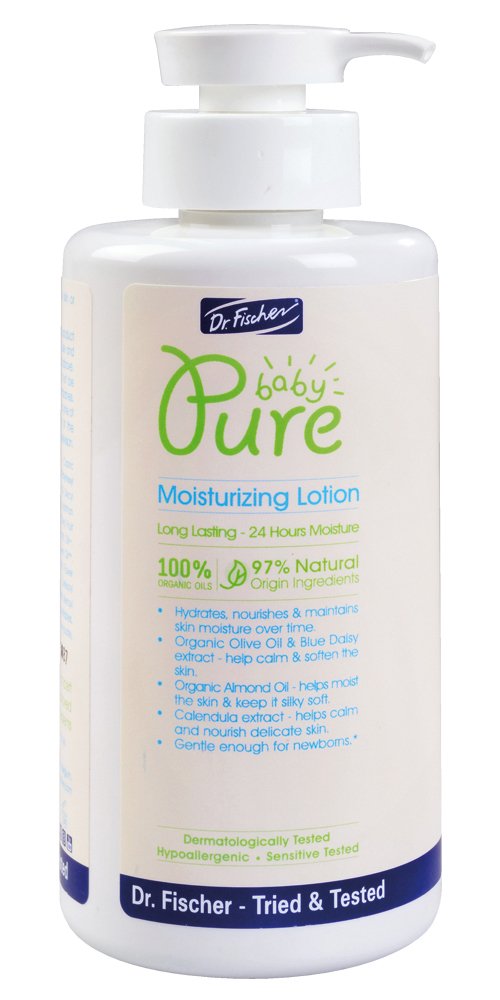 Dr. Fischer
baby
Pure
Moisturizing Lotion
Long Lasting - 24 Hours Moisture
100%
ORGANIC OILS
97% Natural
Origin Ingredients
• Hydrates, nourishes & maintains
skin moisture over time.
• Organic Olive Oil & Blue Daisy
extract - help calm & soften the
skin.
• Organic Almond Oil - helps moist
the skin & keep it silky soft.
• Calendula extract - helps calm
and nourish delicate skin.
• Gentle enough for newborns.*
Dermatologically Tested
Hypoallergenic • Sensitive Tested
Dr. Fischer - Tried & Tested